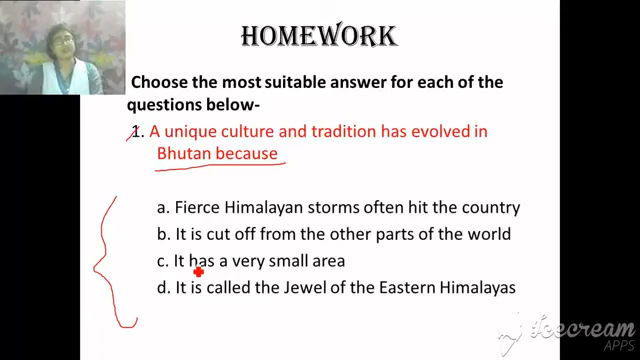 HOMEWORK
Choose the most suitable answer for each of the
questions below-
1. A unique culture and tradition has evolved in
Bhutan because
a. Fierce Himalayan storms often hit the country
b. It is cut off from the other parts of the world
c. It has a very small area
d. It is called the Jewel of the Eastern Himalayas
Icecream
APPS